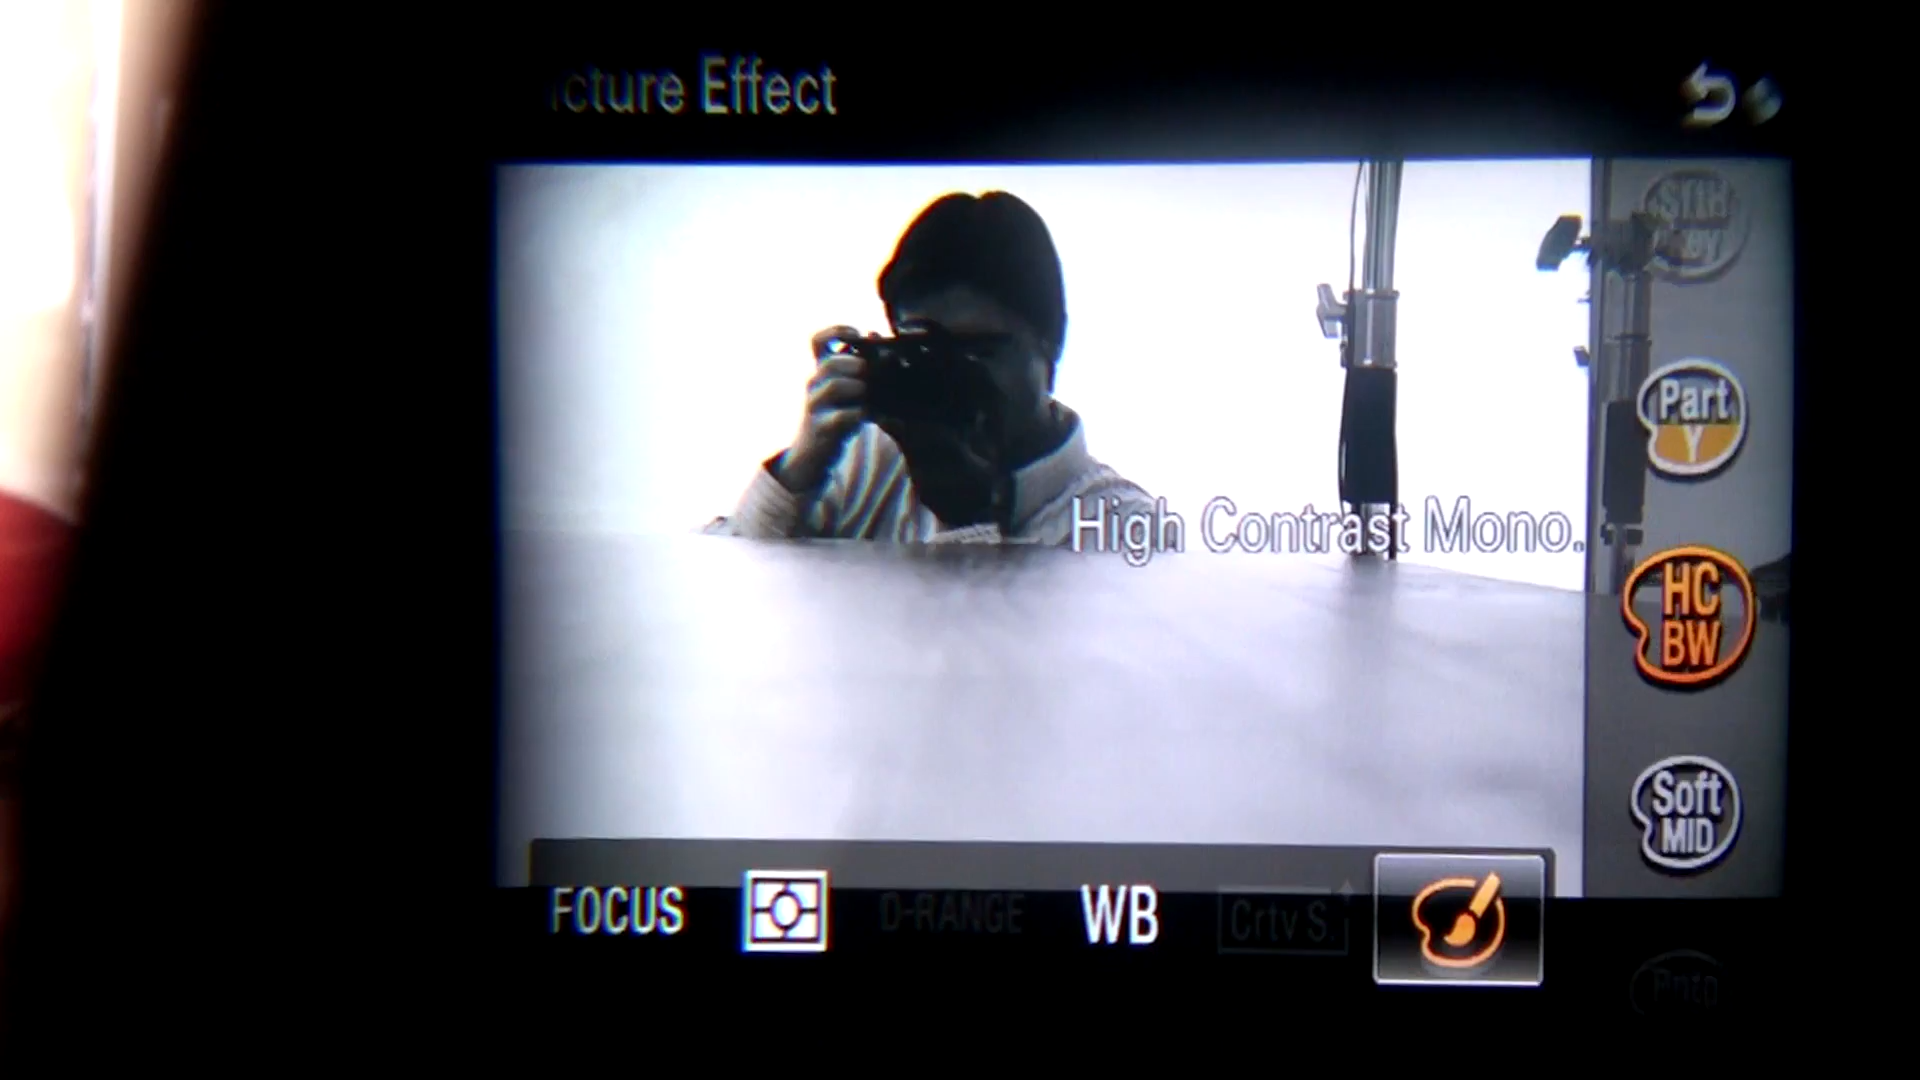 icture Effect
Part
Y
High Contrast Mono.
HC
BW
Soft
MID
FOCUS
D-RANGE
WB
Crtv S.